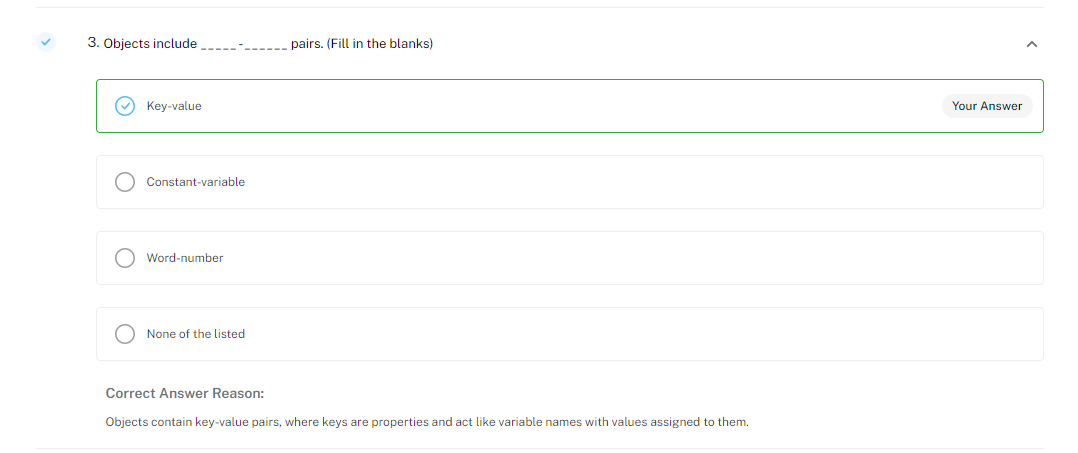 3. Objects include _____-______ pairs. (Fill in the blanks)
Key-value
Your Answer
Constant-variable
Word-number
None of the listed
Correct Answer Reason:
Objects contain key-value pairs, where keys are properties and act like variable names with values assigned to them.